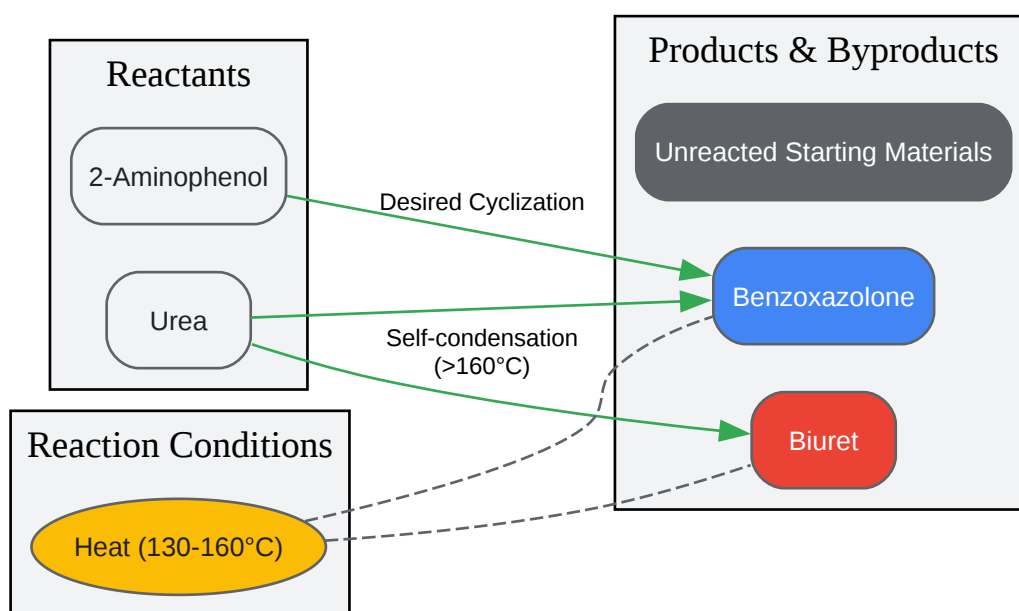 Reactants
2-Aminophenol
Urea
Reaction Conditions
Heat (130-160°C)
Desired Cyclization
Self-condensation
(>160°C)
Products & Byproducts
Unreacted Starting Materials
Benzoxazolone
Biuret